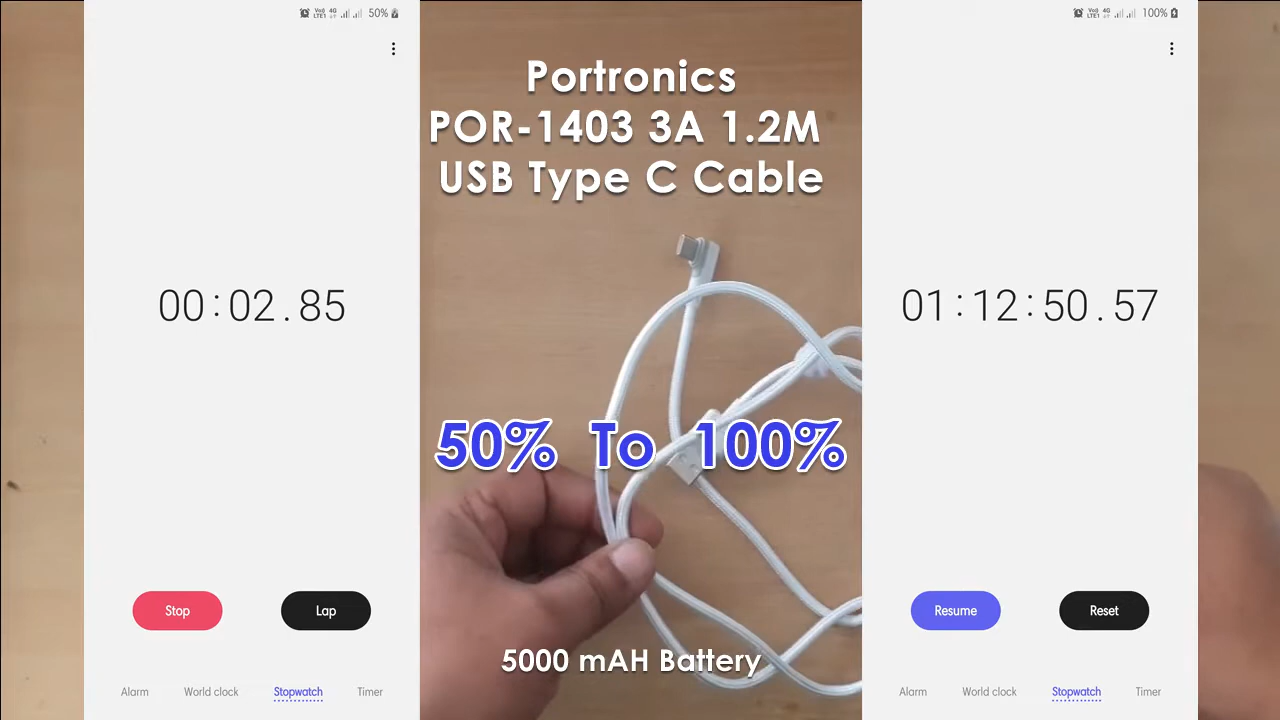 50%
00:02.85
Stop
Lap
Alarm
World clock
Stopwatch
Timer
Portronics
POR-1403 3A 1.2M
USB Type C Cable
50% To 100%
5000 mAH Battery
100%
01:12:50.57
Resume
Reset
Alarm
World clock
Stopwatch
Timer